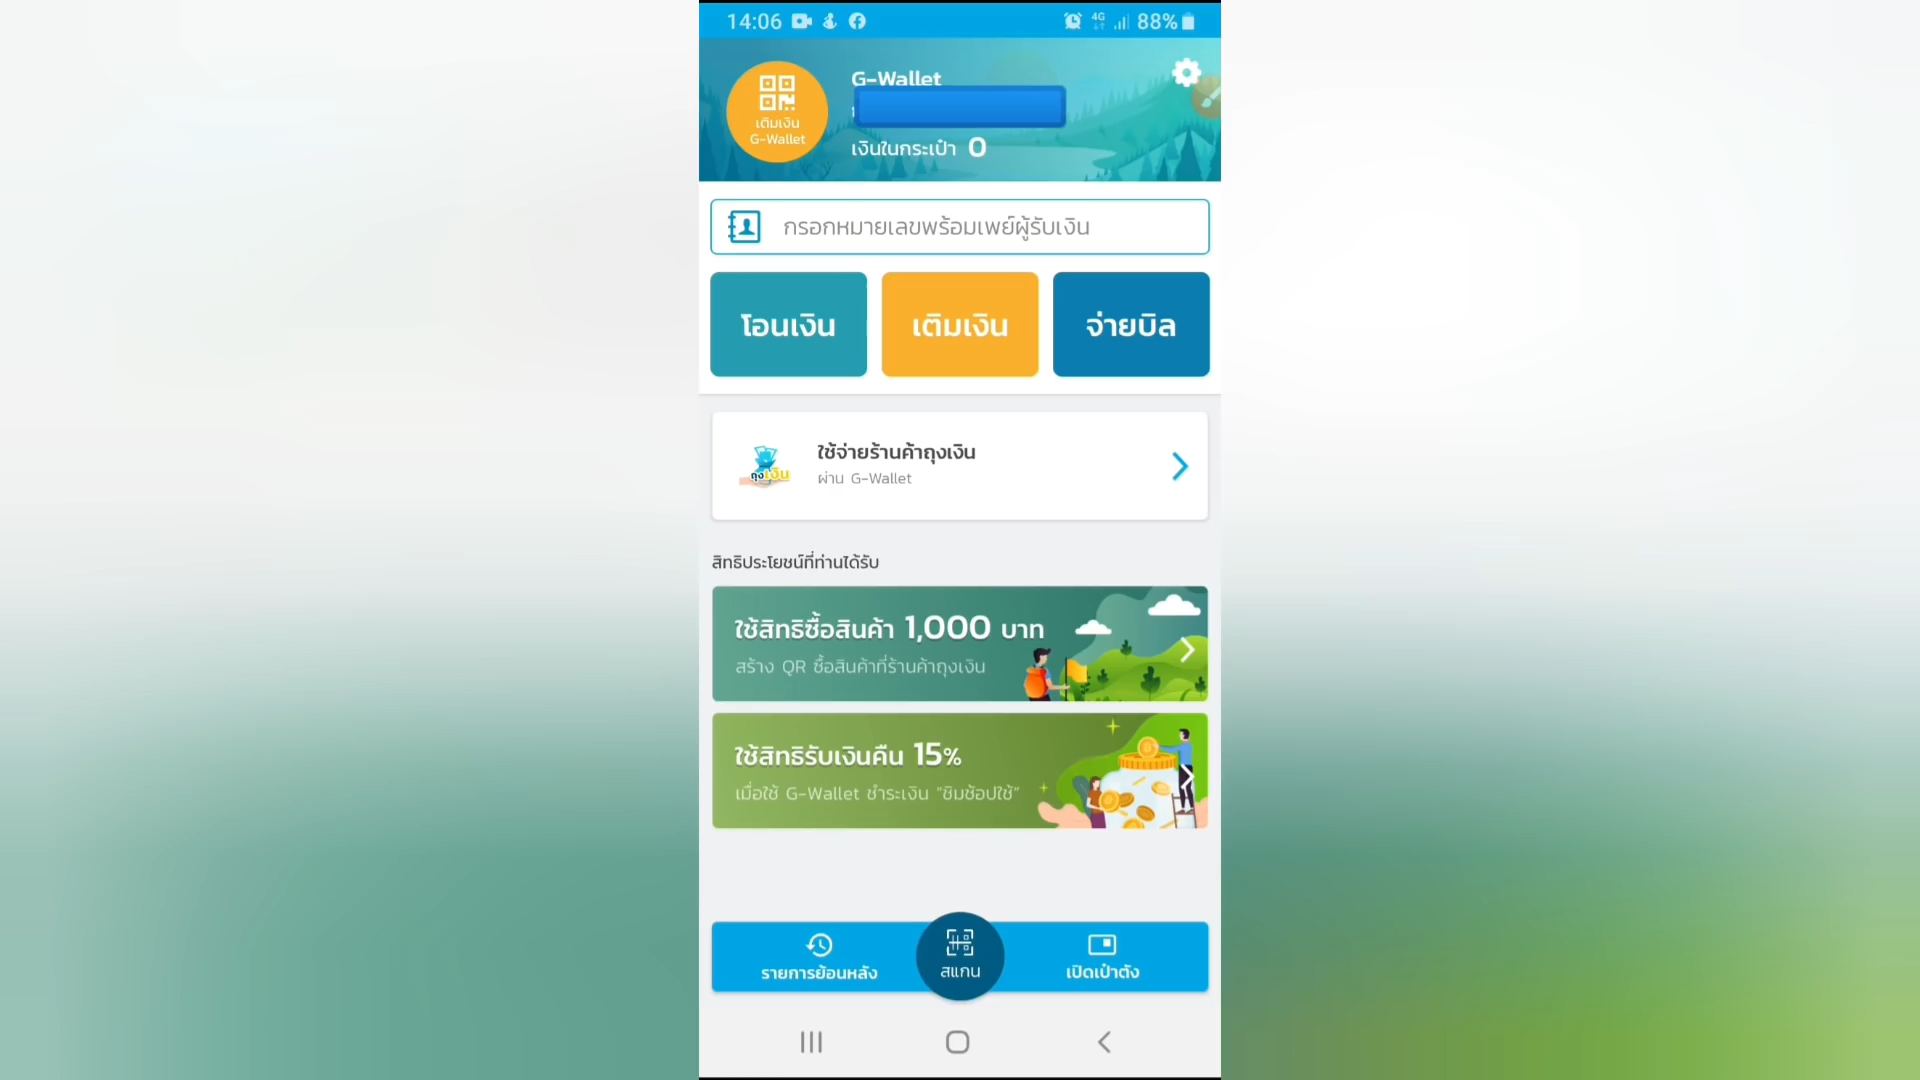 14:06
4G
88%
G-Wallet
เติมเงิน
G-Wallet
เงินในกระเป๋า 0
กรอกหมายเลขพร้อมเพย์ผู้รับเงิน
โอนเงิน
เติมเงิน
จ่ายบิล
ถุงเงิน
ใช้จ่ายร้านค้าถุงเงิน
ผ่าน G-Wallet
สิทธิประโยชน์ที่ท่านได้รับ
ใช้สิทธิซื้อสินค้า 1,000 บาท
สร้าง QR ซื้อสินค้าที่ร้านค้าถุงเงิน
ใช้สิทธิรับเงินคืน 15%
เมื่อใช้ G-Wallet ชำระเงิน "ชิมช้อปใช้"
รายการย้อนหลัง
สแกน
เปิดเป๋าตัง